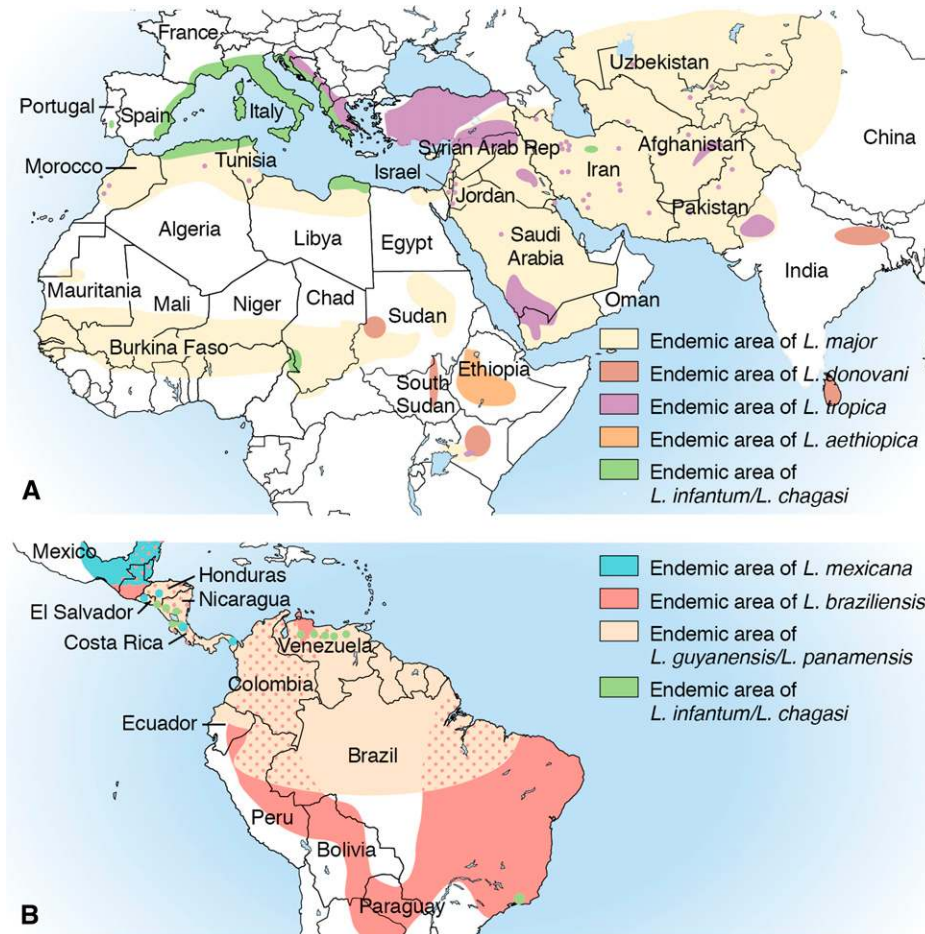 France
Uzbekistan
Portugal
Spain
Italy
China
Syrian Arab Rep
Afghanistan
Morocco
Tunisia
Israel
Iran
Jordan
Pakistan
Algeria
Libya
Egypt
Saudi
Arabia
India
Mauritania
Mali
Niger
Chad
Sudan
Oman
Burkina Faso
Ethiopia
South
Sudan
Endemic area of L. major
Endemic area of L. donovani
Endemic area of L. tropica
Endemic area of L. aethiopica
Endemic area of
L. infantum/L. chagasi
A
Mexico
Honduras
Nicaragua
El Salvador
Costa Rica
Venezuela
Colombia
Ecuador
Brazil
Peru
Bolivia
Paraguay
Endemic area of L. mexicana
Endemic area of L. braziliensis
Endemic area of
L. guyanensis/L. panamensis
Endemic area of
L. infantum/L. chagasi
B